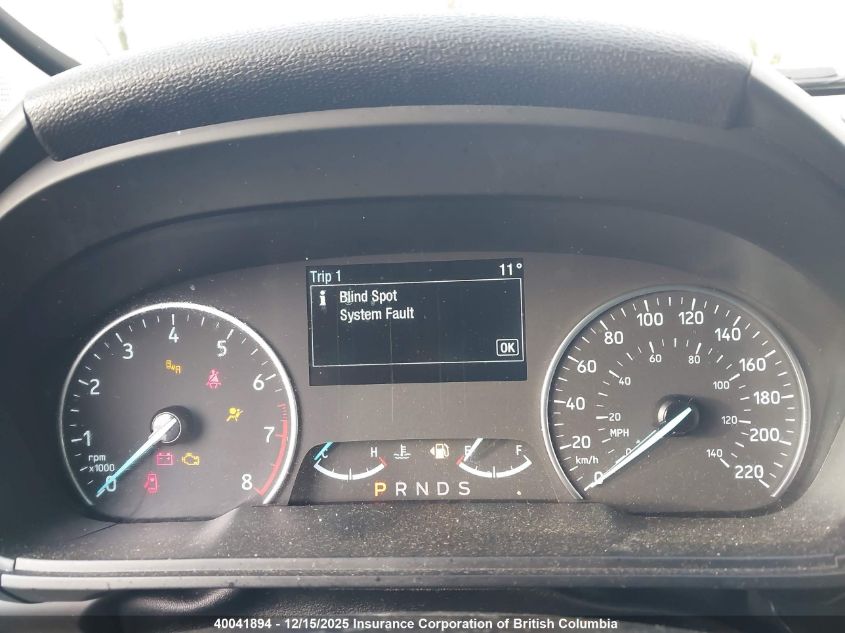 Trip 1 11°
i Blind Spot
System Fault
OK
1 2 3 4 5 6 7 8
0
rpm
x1000
C H
E F
P R N D S
0 20 40 60 80 100 120 140 160 180 200 220
km/h
0 20 40 60 80 100 120 140
MPH
40041894 - 12/15/2025 Insurance Corporation of British Columbia